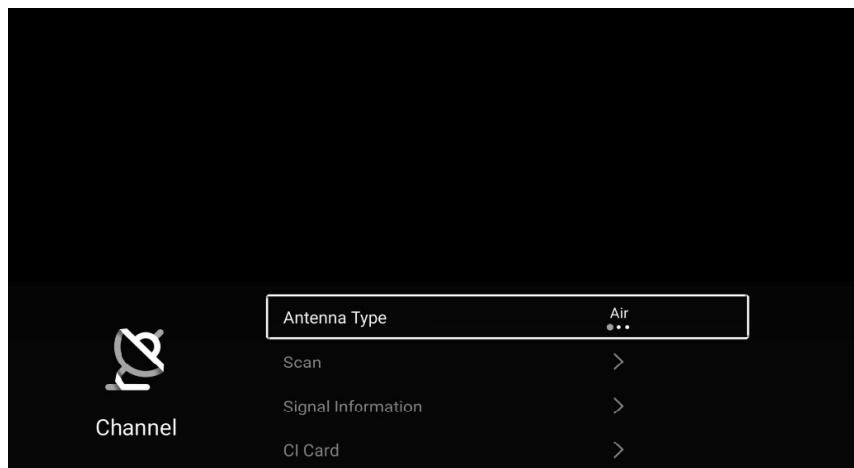 Antenna Type
Air
Scan
Signal Information
Channel
CI Card